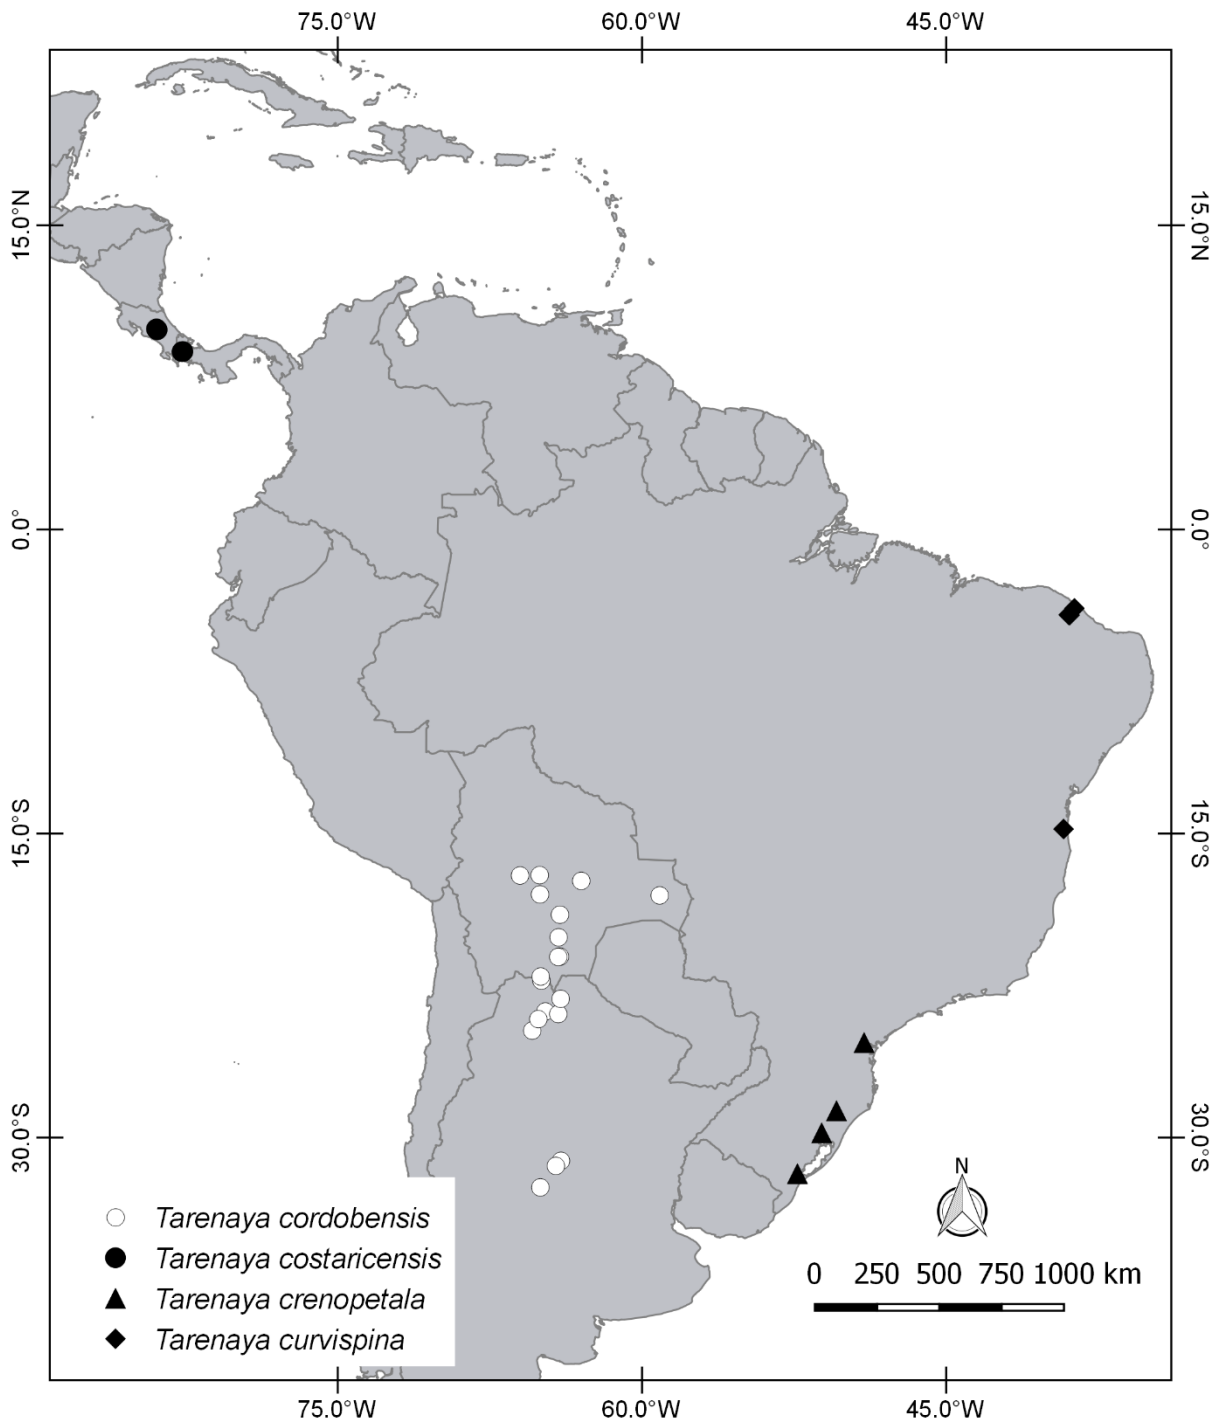 75.0°W 60.0°W 45.0°W
15.0°N 15.0°N
0.0° 0.0°
15.0°S 15.0°S
30.0°S 30.0°S
N
Tarenaya cordobensis
Tarenaya costaricensis
Tarenaya crenopetala
Tarenaya curvispina
0 250 500 750 1000 km
75.0°W 60.0°W 45.0°W